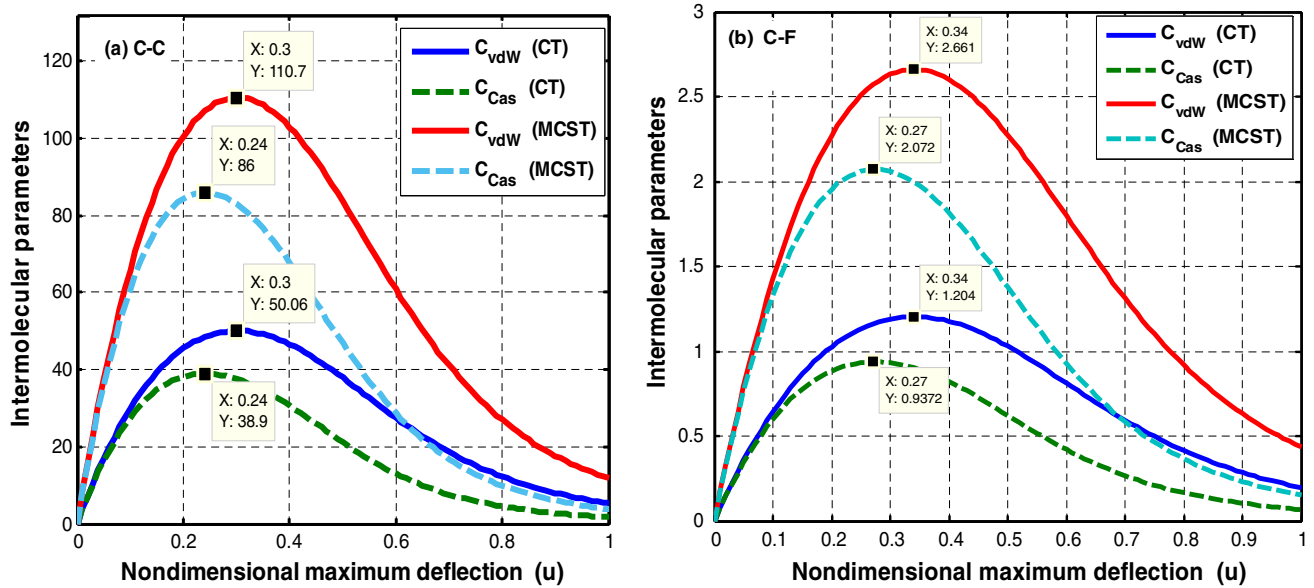 (a) C-C
X: 0.3
Y: 110.7
X: 0.24
Y: 86
X: 0.3
Y: 50.06
X: 0.24
Y: 38.9
C_vdW (CT)
C_Cas (CT)
C_vdW (MCST)
C_Cas (MCST)
Intermolecular parameters
120
100
80
60
40
20
0
0
0.2
0.4
0.6
0.8
1
Nondimensional maximum deflection (u)
(b) C-F
X: 0.34
Y: 2.661
X: 0.27
Y: 2.072
X: 0.34
Y: 1.204
X: 0.27
Y: 0.9372
C_vdW (CT)
C_Cas (CT)
C_vdW (MCST)
C_Cas (MCST)
Intermolecular parameters
3
2.5
2
1.5
1
0.5
0
0
0.1
0.2
0.3
0.4
0.5
0.6
0.7
0.8
0.9
1
Nondimensional maximum deflection (u)